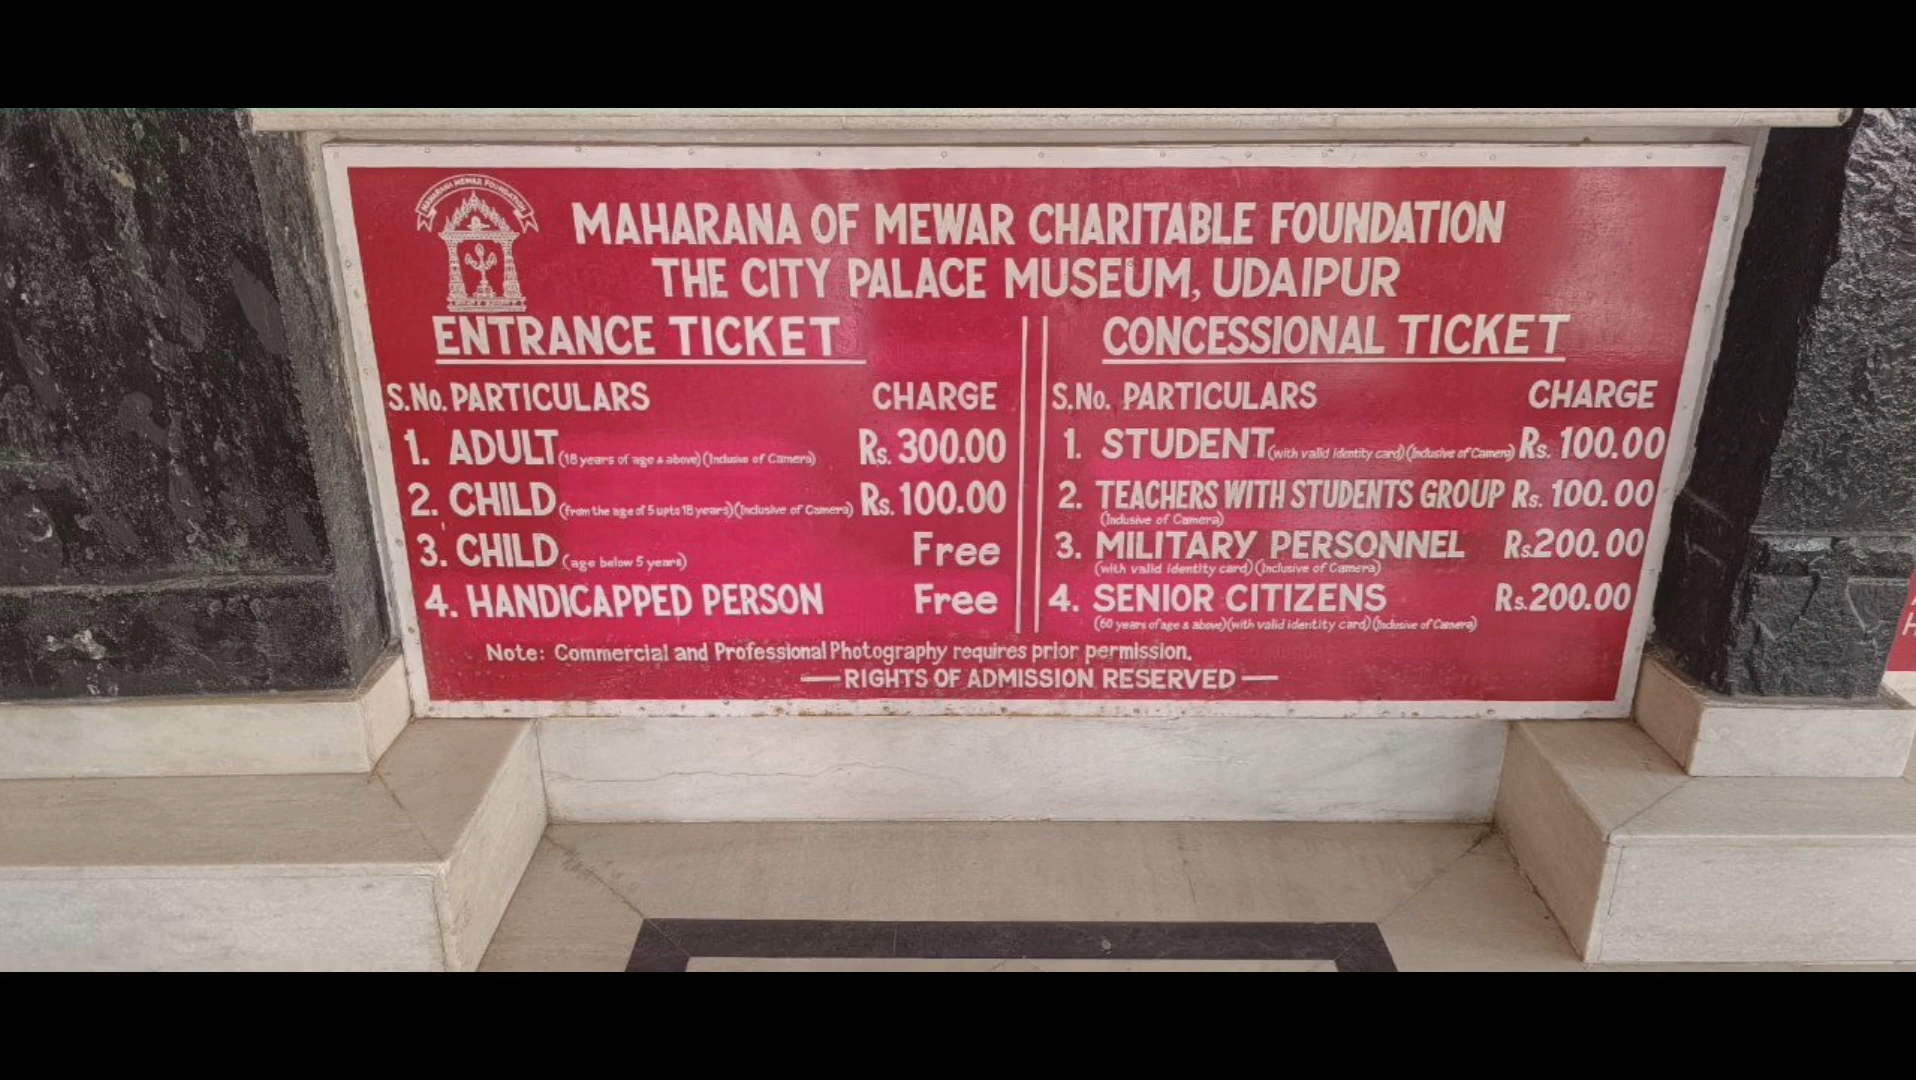 MAHARANA MEWAR FOUNDATION
MAHARANA OF MEWAR CHARITABLE FOUNDATION
THE CITY PALACE MUSEUM, UDAIPUR
ENTRANCE TICKET
S.No. PARTICULARS CHARGE
1. ADULT (18 years of age & above) (Inclusive of Camera) Rs. 300.00
2. CHILD (from the age of 5 upto 18 years) (Inclusive of Camera) Rs. 100.00
3. CHILD (age below 5 years) Free
4. HANDICAPPED PERSON Free
CONCESSIONAL TICKET
S.No. PARTICULARS CHARGE
1. STUDENT (with valid identity card) (Inclusive of Camera) Rs. 100.00
2. TEACHERS WITH STUDENTS GROUP Rs. 100.00
(Inclusive of Camera)
3. MILITARY PERSONNEL Rs.200.00
(with valid identity card) (Inclusive of Camera)
4. SENIOR CITIZENS Rs.200.00
(60 years of age & above) (with valid identity card) (Inclusive of Camera)
Note: Commercial and Professional Photography requires prior permission.
— RIGHTS OF ADMISSION RESERVED —